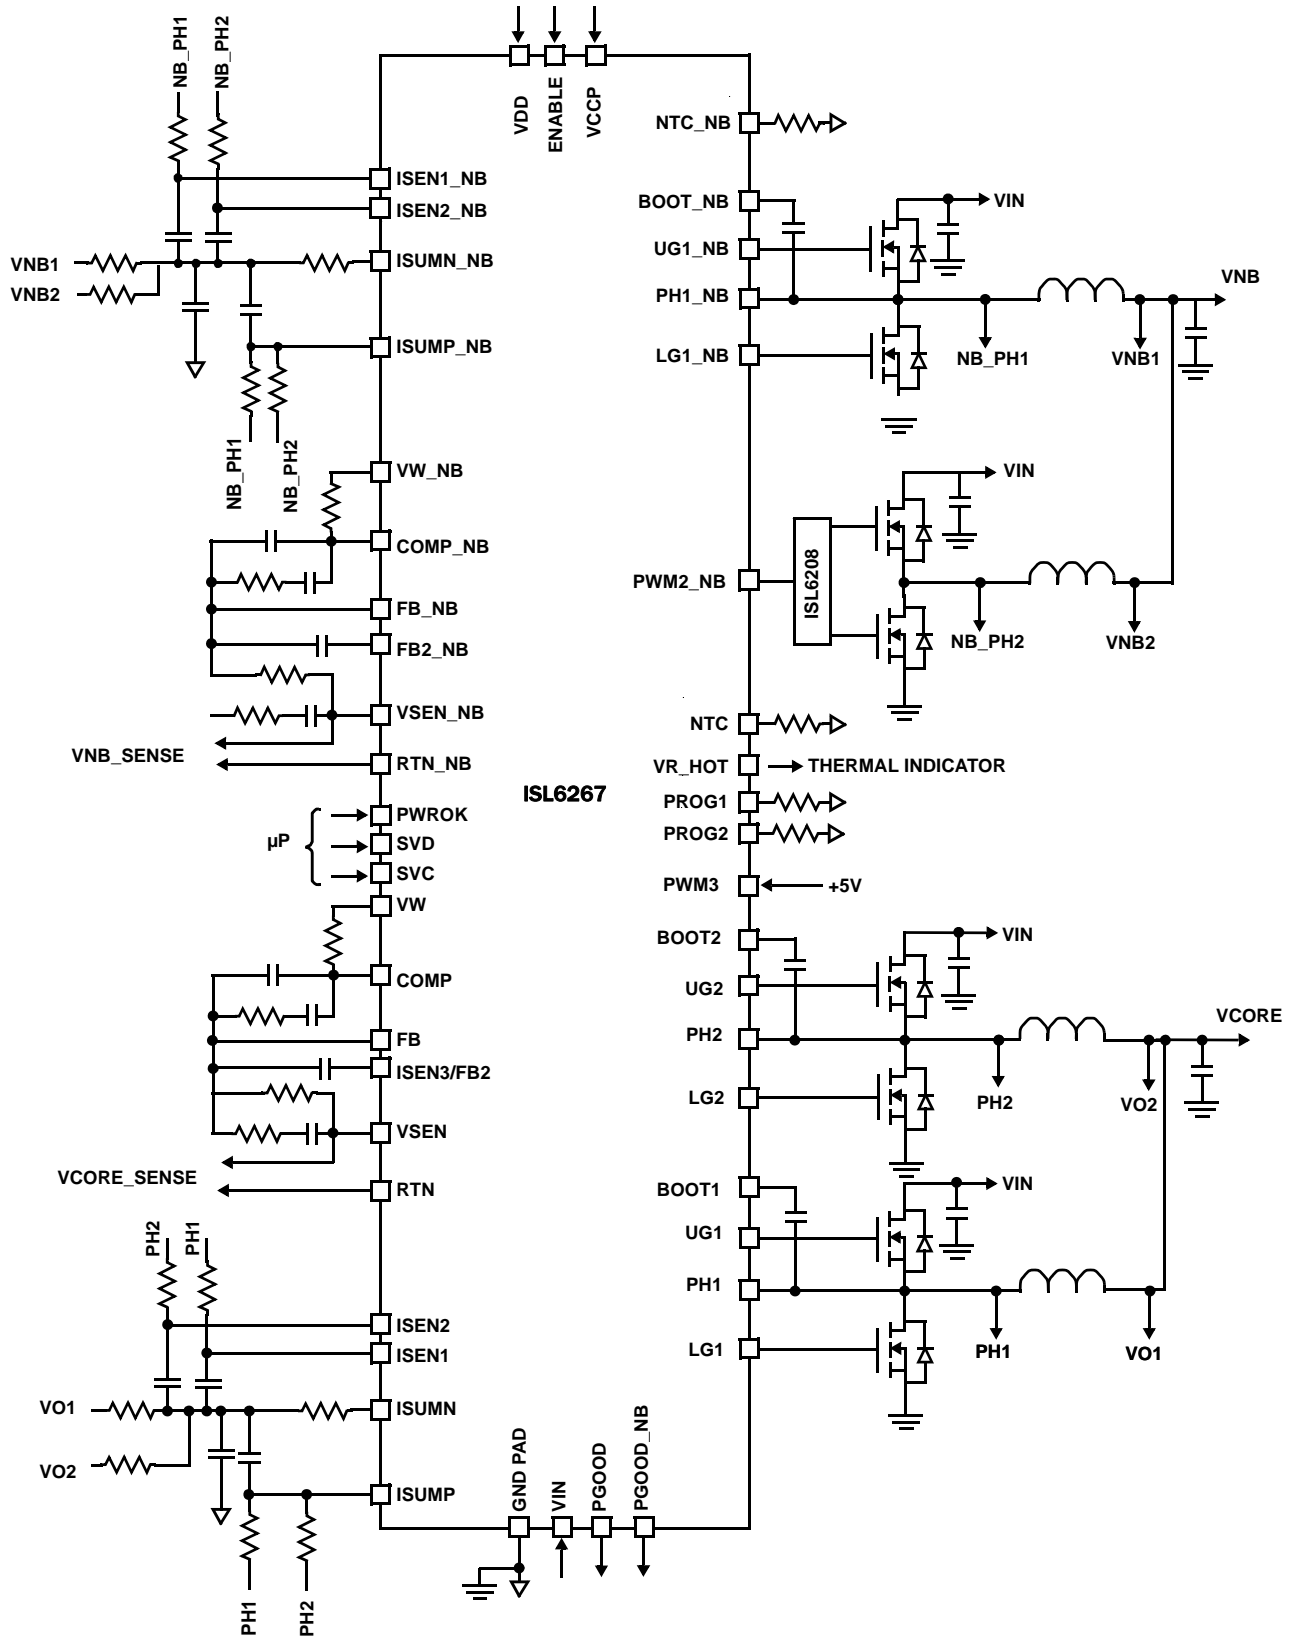 NB_PH1
NB_PH2
VDD
ENABLE
VCCP
ISEN1_NB
ISEN2_NB
VNB1
VNB2
ISUMN_NB
ISUMP_NB
NB_PH1
NB_PH2
VW_NB
COMP_NB
FB_NB
FB2_NB
VSEN_NB
VNB_SENSE
RTN_NB
ISL6267
µP
PWROK
SVD
SVC
VW
COMP
FB
ISEN3/FB2
VSEN
VCORE_SENSE
RTN
PH2
PH1
ISEN2
ISEN1
VO1
ISUMN
VO2
ISUMP
PH1
PH2
GND PAD
VIN
PGOOD
PGOOD_NB
NTC_NB
BOOT_NB
VIN
UG1_NB
PH1_NB
VNB
NB_PH1
VNB1
LG1_NB
VIN
ISL6208
PWM2_NB
NB_PH2
VNB2
NTC
VR_HOT
THERMAL INDICATOR
PROG1
PROG2
PWM3
+5V
BOOT2
VIN
UG2
PH2
VCORE
PH2
VO2
LG2
BOOT1
VIN
UG1
PH1
PH1
VO1
LG1